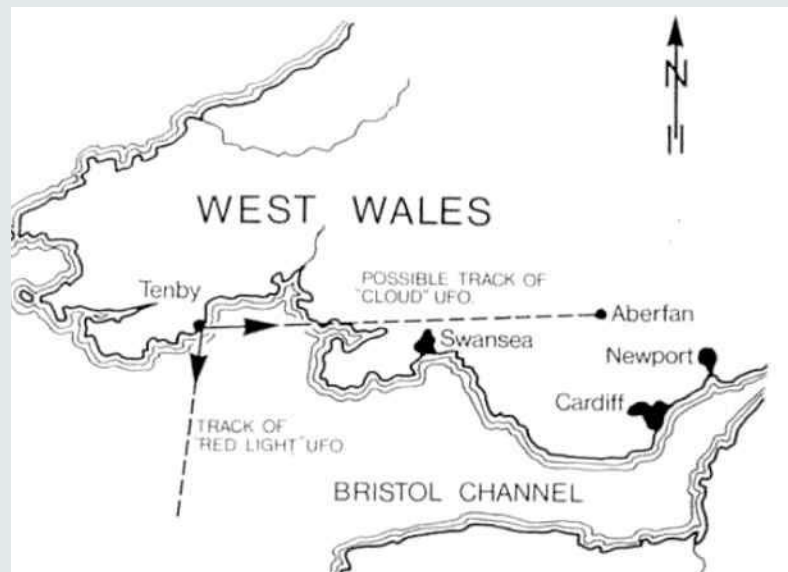 N
WEST WALES
POSSIBLE TRACK OF
"CLOUD" UFO.
Tenby
Aberfan
Swansea
Newport
Cardiff
TRACK OF
"RED LIGHT" UFO.
BRISTOL CHANNEL